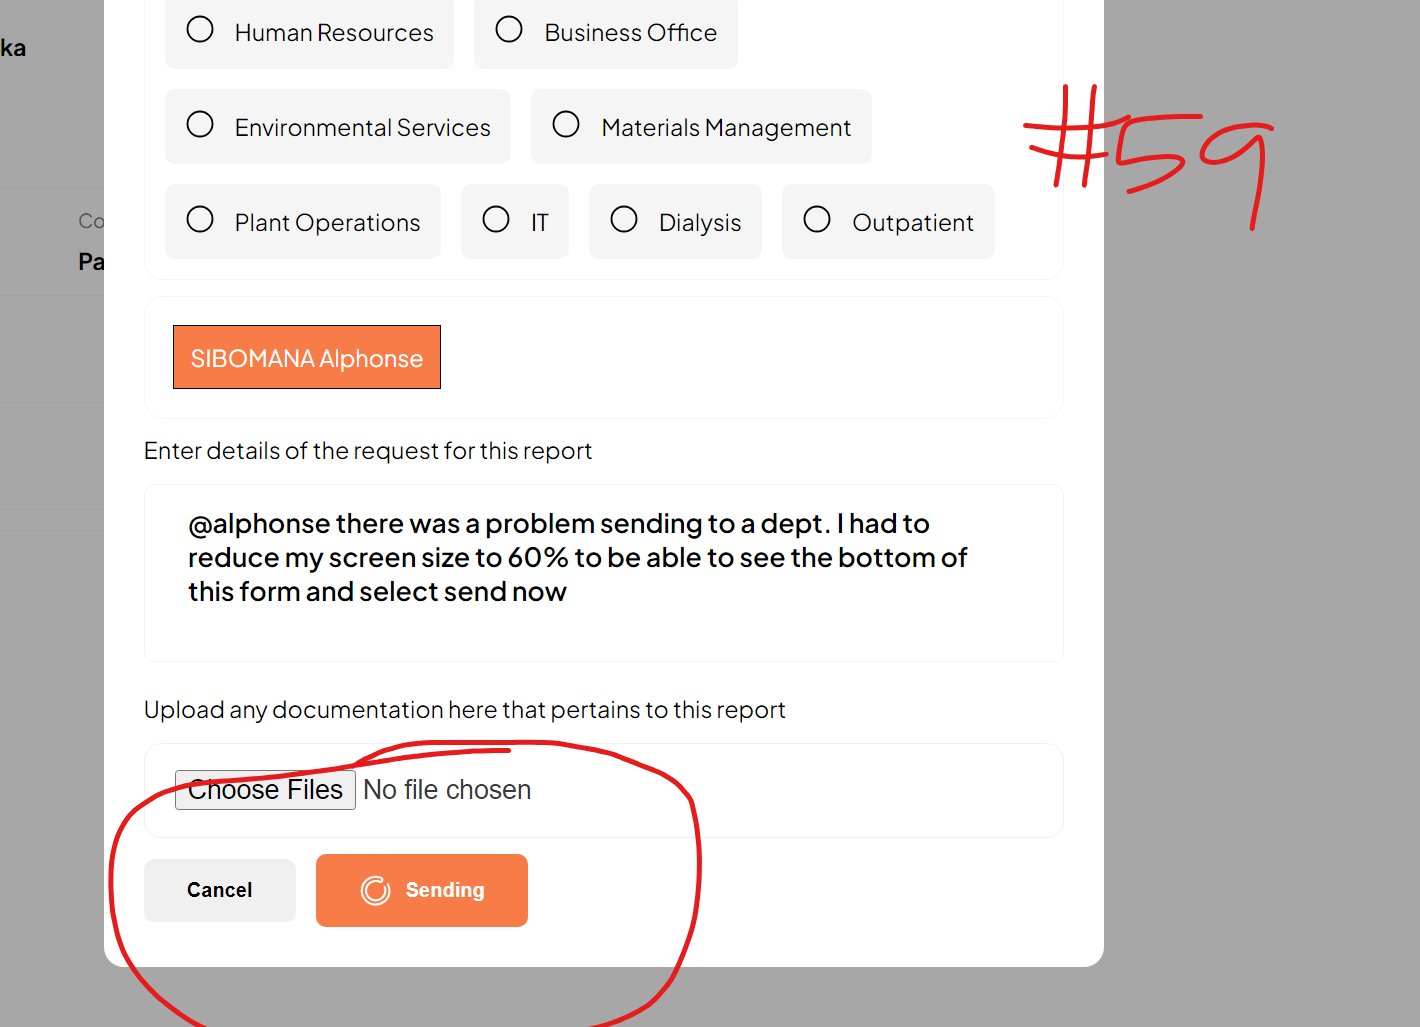 Human Resources Business Office
ka
Environmental Services Materials Management
#59
Plant Operations IT Dialysis Outpatient
Co
Pa
SIBOMANA Alphonse
Enter details of the request for this report
@alphonse there was a problem sending to a dept. I had to
reduce my screen size to 60% to be able to see the bottom of
this form and select send now
Upload any documentation here that pertains to this report
Choose Files No file chosen
Cancel Sending